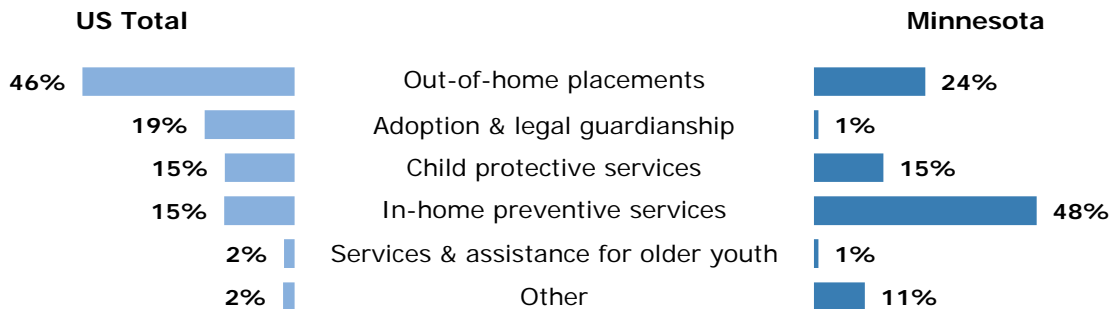 US Total Minnesota
46% Out-of-home placements 24%
19% Adoption & legal guardianship 1%
15% Child protective services 15%
15% In-home preventive services 48%
2% Services & assistance for older youth 1%
2% Other 11%